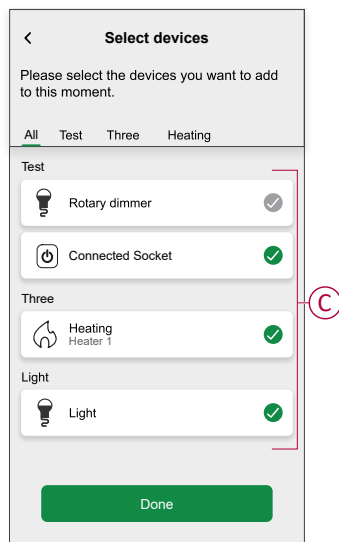 Select devices
Please select the devices you want to add
to this moment.
All Test Three Heating
Test
Rotary dimmer
Connected Socket
Three
Heating
Heater 1
Light
Light
Done
C